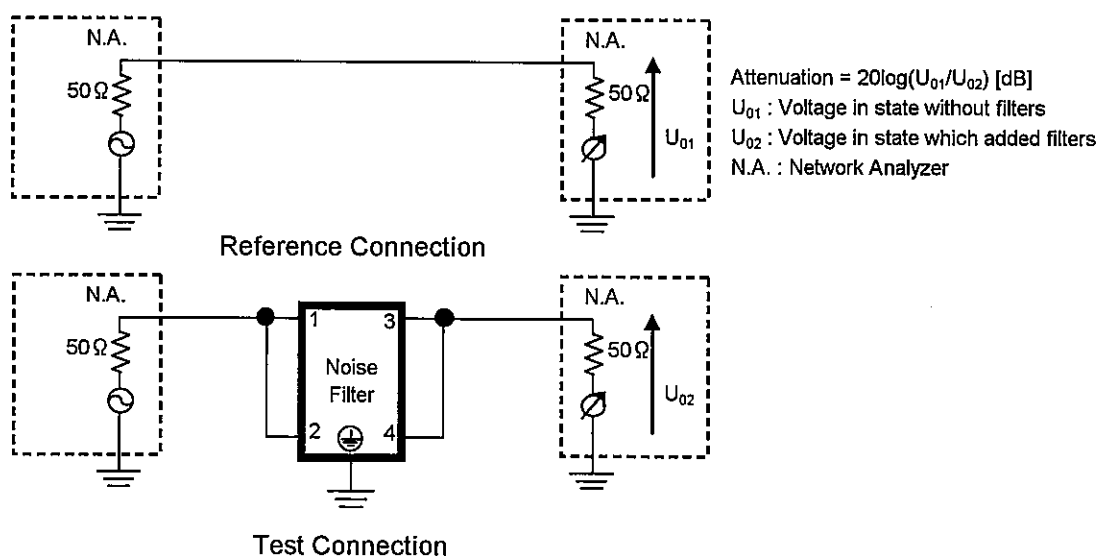 N.A.
50Ω
N.A.
50Ω
U01
Attenuation = 20log(U01/U02) [dB]
U01 : Voltage in state without filters
U02 : Voltage in state which added filters
N.A. : Network Analyzer
Reference Connection
N.A.
50Ω
1
3
Noise
Filter
2
4
N.A.
50Ω
U02
Test Connection